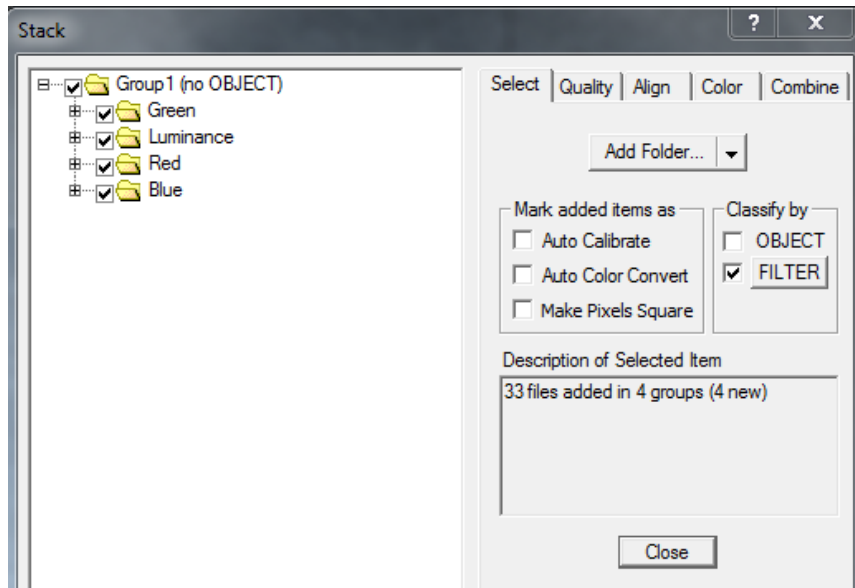 Stack
? X
Group1 (no OBJECT)
Green
Luminance
Red
Blue
Select Quality Align Color Combine
Add Folder...
Mark added items as
Auto Calibrate
Auto Color Convert
Make Pixels Square
Classify by
OBJECT
FILTER
Description of Selected Item
33 files added in 4 groups (4 new)
Close